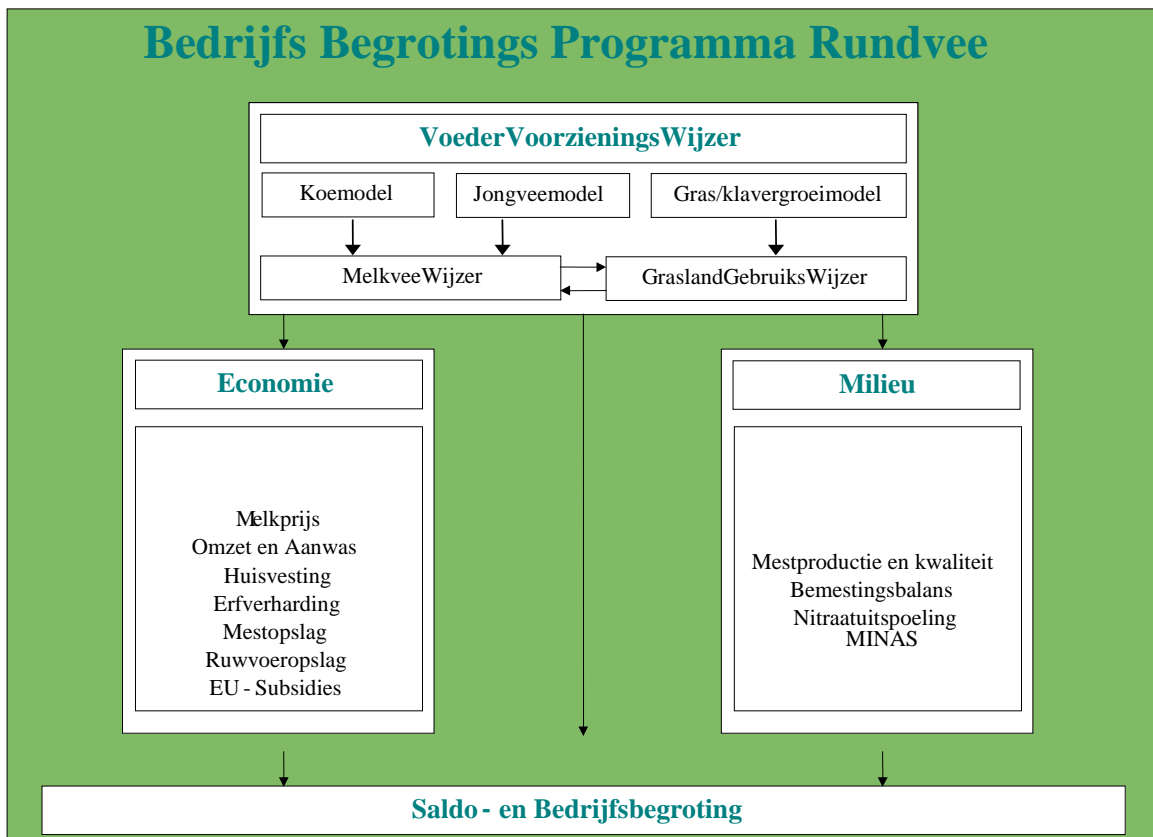 Bedrijfs Begrotings Programma Rundvee
VoederVoorzieningsWijzer
Koemodel
Jongveemodel
Gras/klavergroeimodel
MelkveeWijzer
GraslandGebruiksWijzer
Economie
Melkprijs
Omzet en Aanwas
Huisvesting
Erfverharding
Mestopslag
Ruwvoeropslag
EU - Subsidies
Milieu
Mestproductie en kwaliteit
Bemestingsbalans
Nitraatuitspoeling
MINAS
Saldo - en Bedrijfsbegroting